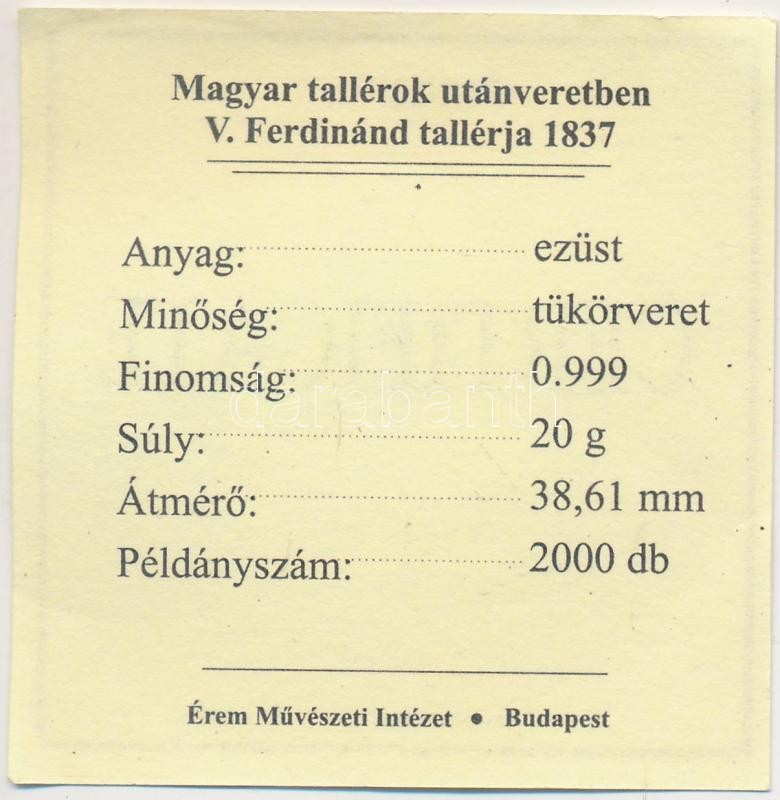 Magyar tallérok utánveretben
V. Ferdinánd tallérja 1837
Anyag: ezüst
Minőség: tükörveret
Finomság: 0.999
darabanth
Súly: 20 g
Átmérő: 38,61 mm
Példányszám: 2000 db
Érem Művészeti Intézet • Budapest